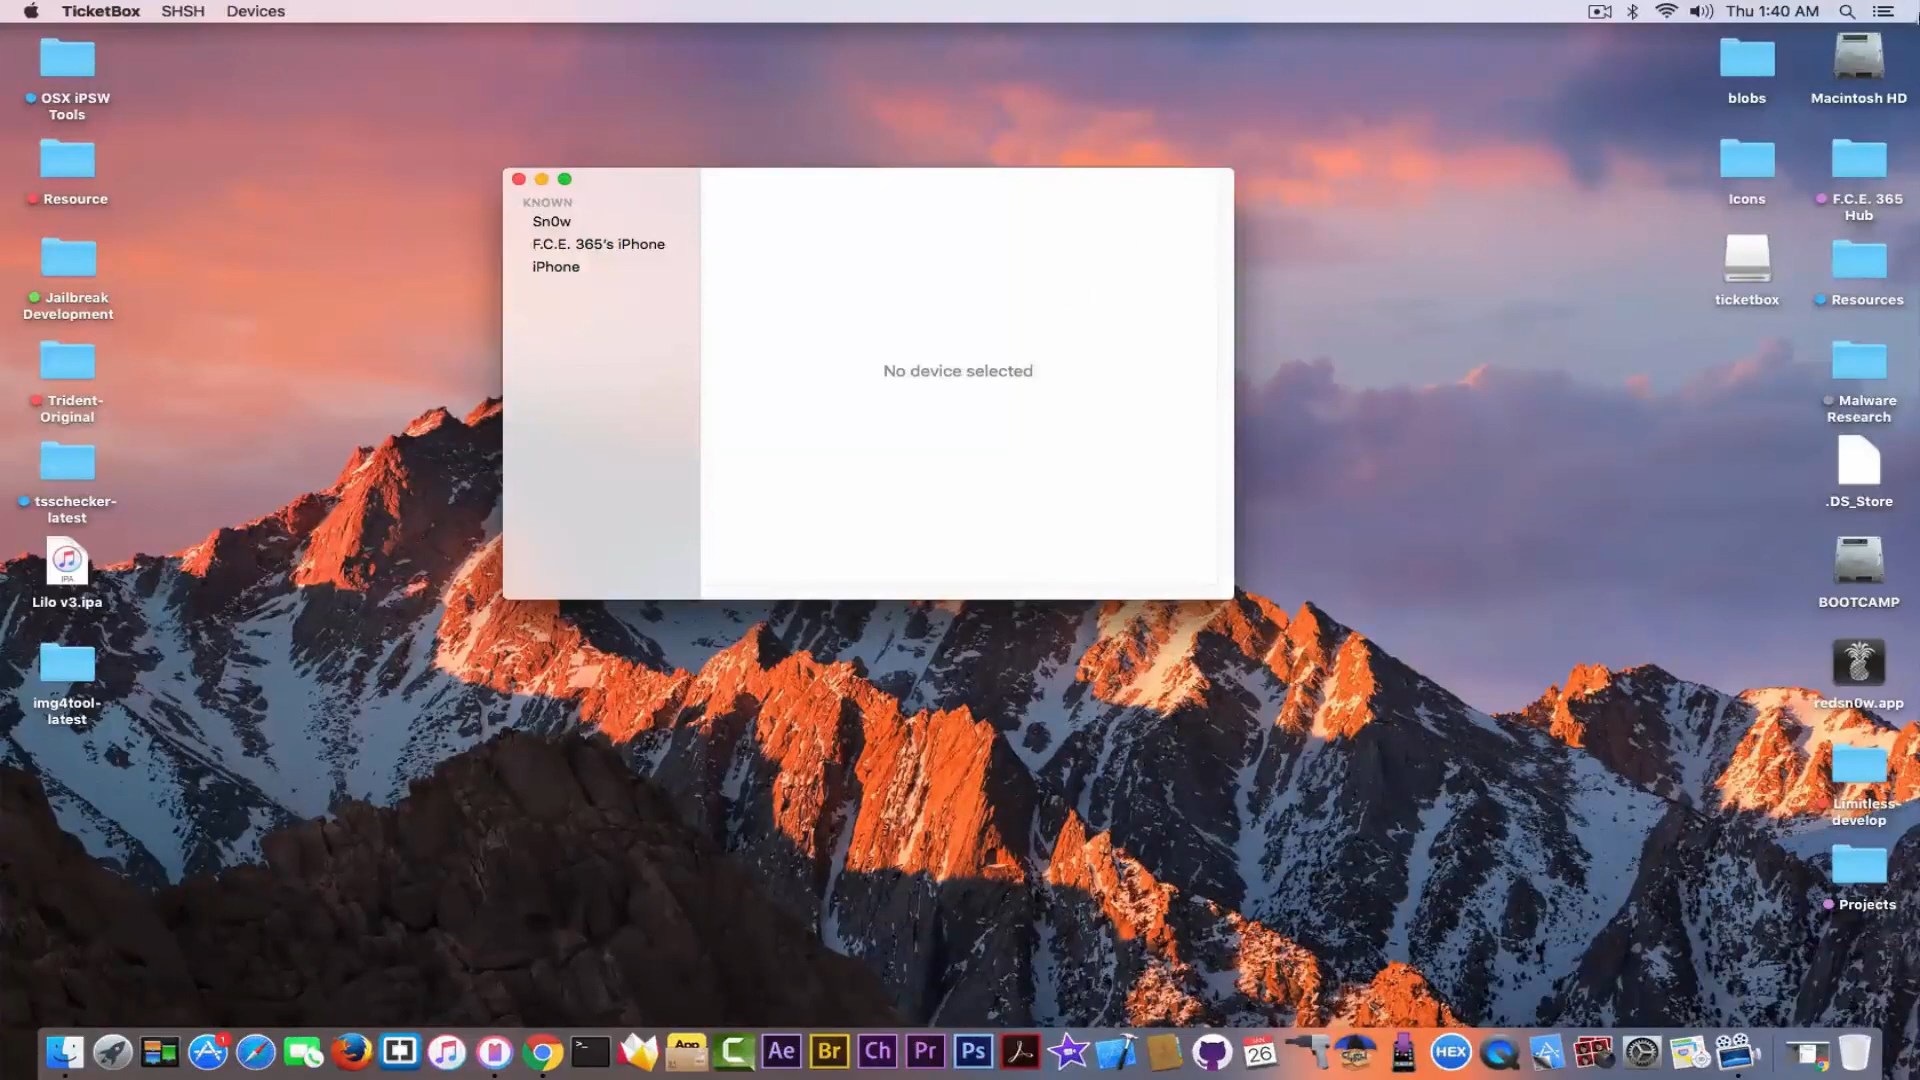 TicketBox SHSH Devices
Thu 1:40 AM
OSX iPSW
Tools
Resource
Jailbreak
Development
Trident-
Original
tsschecker-
latest
IPA
Lilo v3.ipa
img4tool-
latest
KNOWN
Sn0w
F.C.E. 365's iPhone
iPhone
No device selected
blobs
Icons
ticketbox
Macintosh HD
F.C.E. 365
Hub
Resources
Malware
Research
.DS_Store
BOOTCAMP
redsn0w.app
Limitless-
develop
Projects
1
>_
App
C
Ae
Br
Ch
Pr
Ps
26
HEX